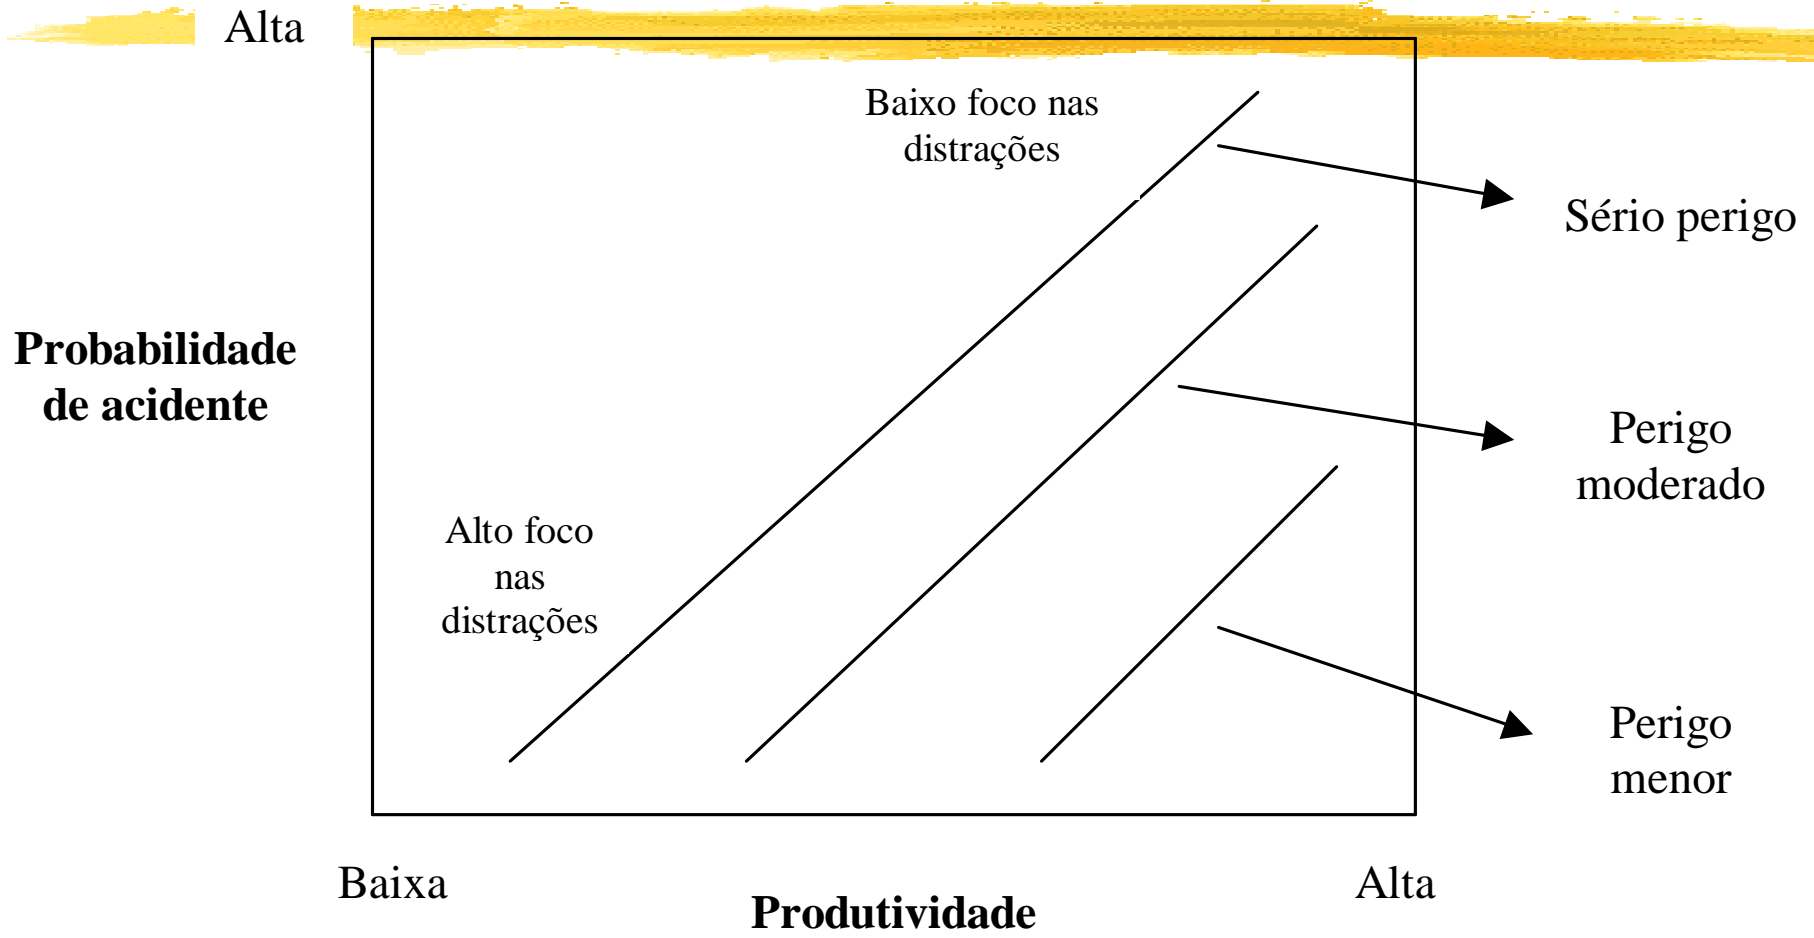 Alta
Baixo foco nas
distrações
Sério perigo
Probabilidade
de acidente
Perigo
moderado
Alto foco
nas
distrações
Perigo
menor
Baixa
Alta
Produtividade